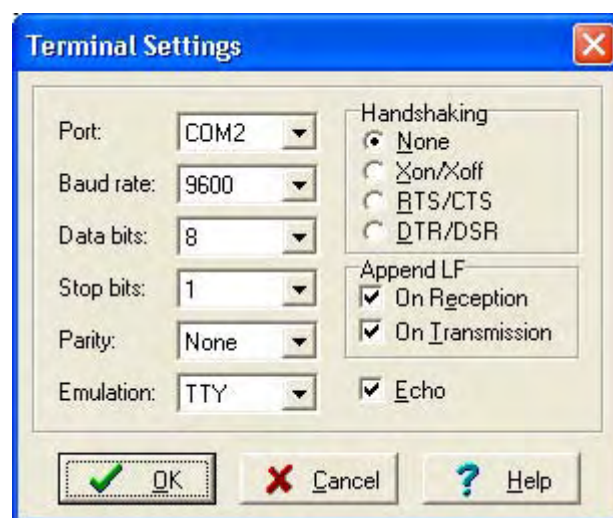 Terminal Settings
Port: COM2
Baud rate: 9600
Data bits: 8
Stop bits: 1
Parity: None
Emulation: TTY
Handshaking
None
Xon/Xoff
RTS/CTS
DTR/DSR
Append LF
On Reception
On Transmission
Echo
OK
Cancel
? Help